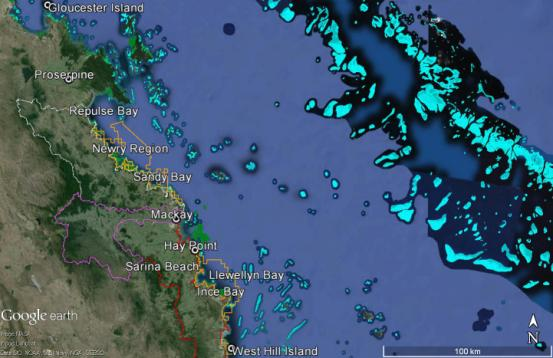 Gloucester Island
Proserpine
Repulse Bay
Newry Region
Sandy Bay
Mackay
Hay Point
Sarina Beach
Llewellyn Bay
Ince Bay
West Hill Island
Google earth
100 km
N